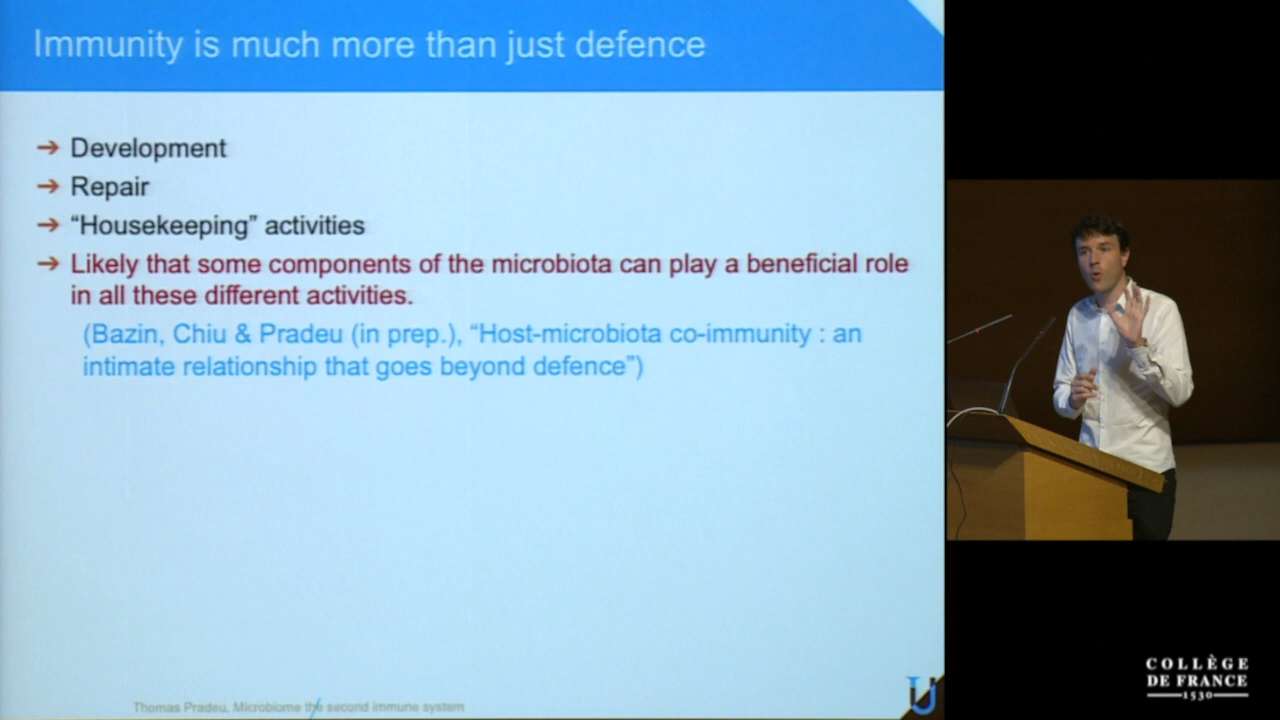 Immunity is much more than just defence
→ Development
→ Repair
→ “Housekeeping” activities
→ Likely that some components of the microbiota can play a beneficial role
in all these different activities.
(Bazin, Chiu & Pradeu (in prep.), “Host-microbiota co-immunity : an
intimate relationship that goes beyond defence”)
Thomas Pradeu, Microbiome the second immune system
COLLÈGE
DE FRANCE
1530